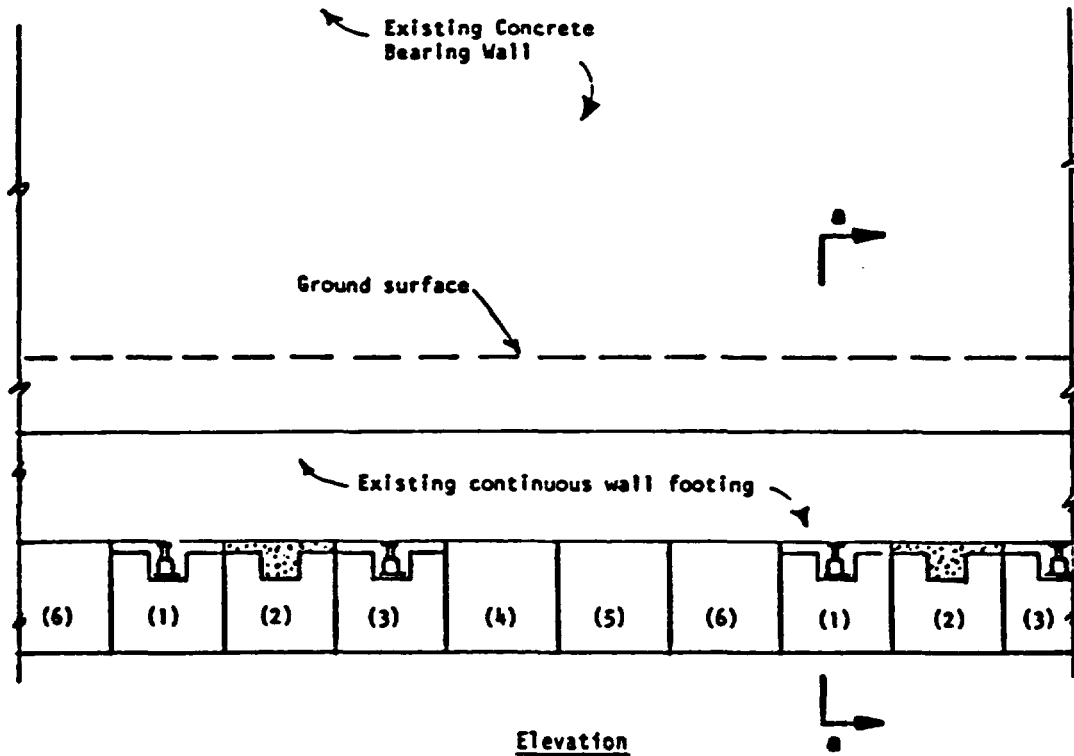 Existing Concrete
Bearing Wall
a
Ground surface
Existing continuous wall footing
(6) (1) (2) (3) (4) (5) (6) (1) (2) (3)
a
Elevation